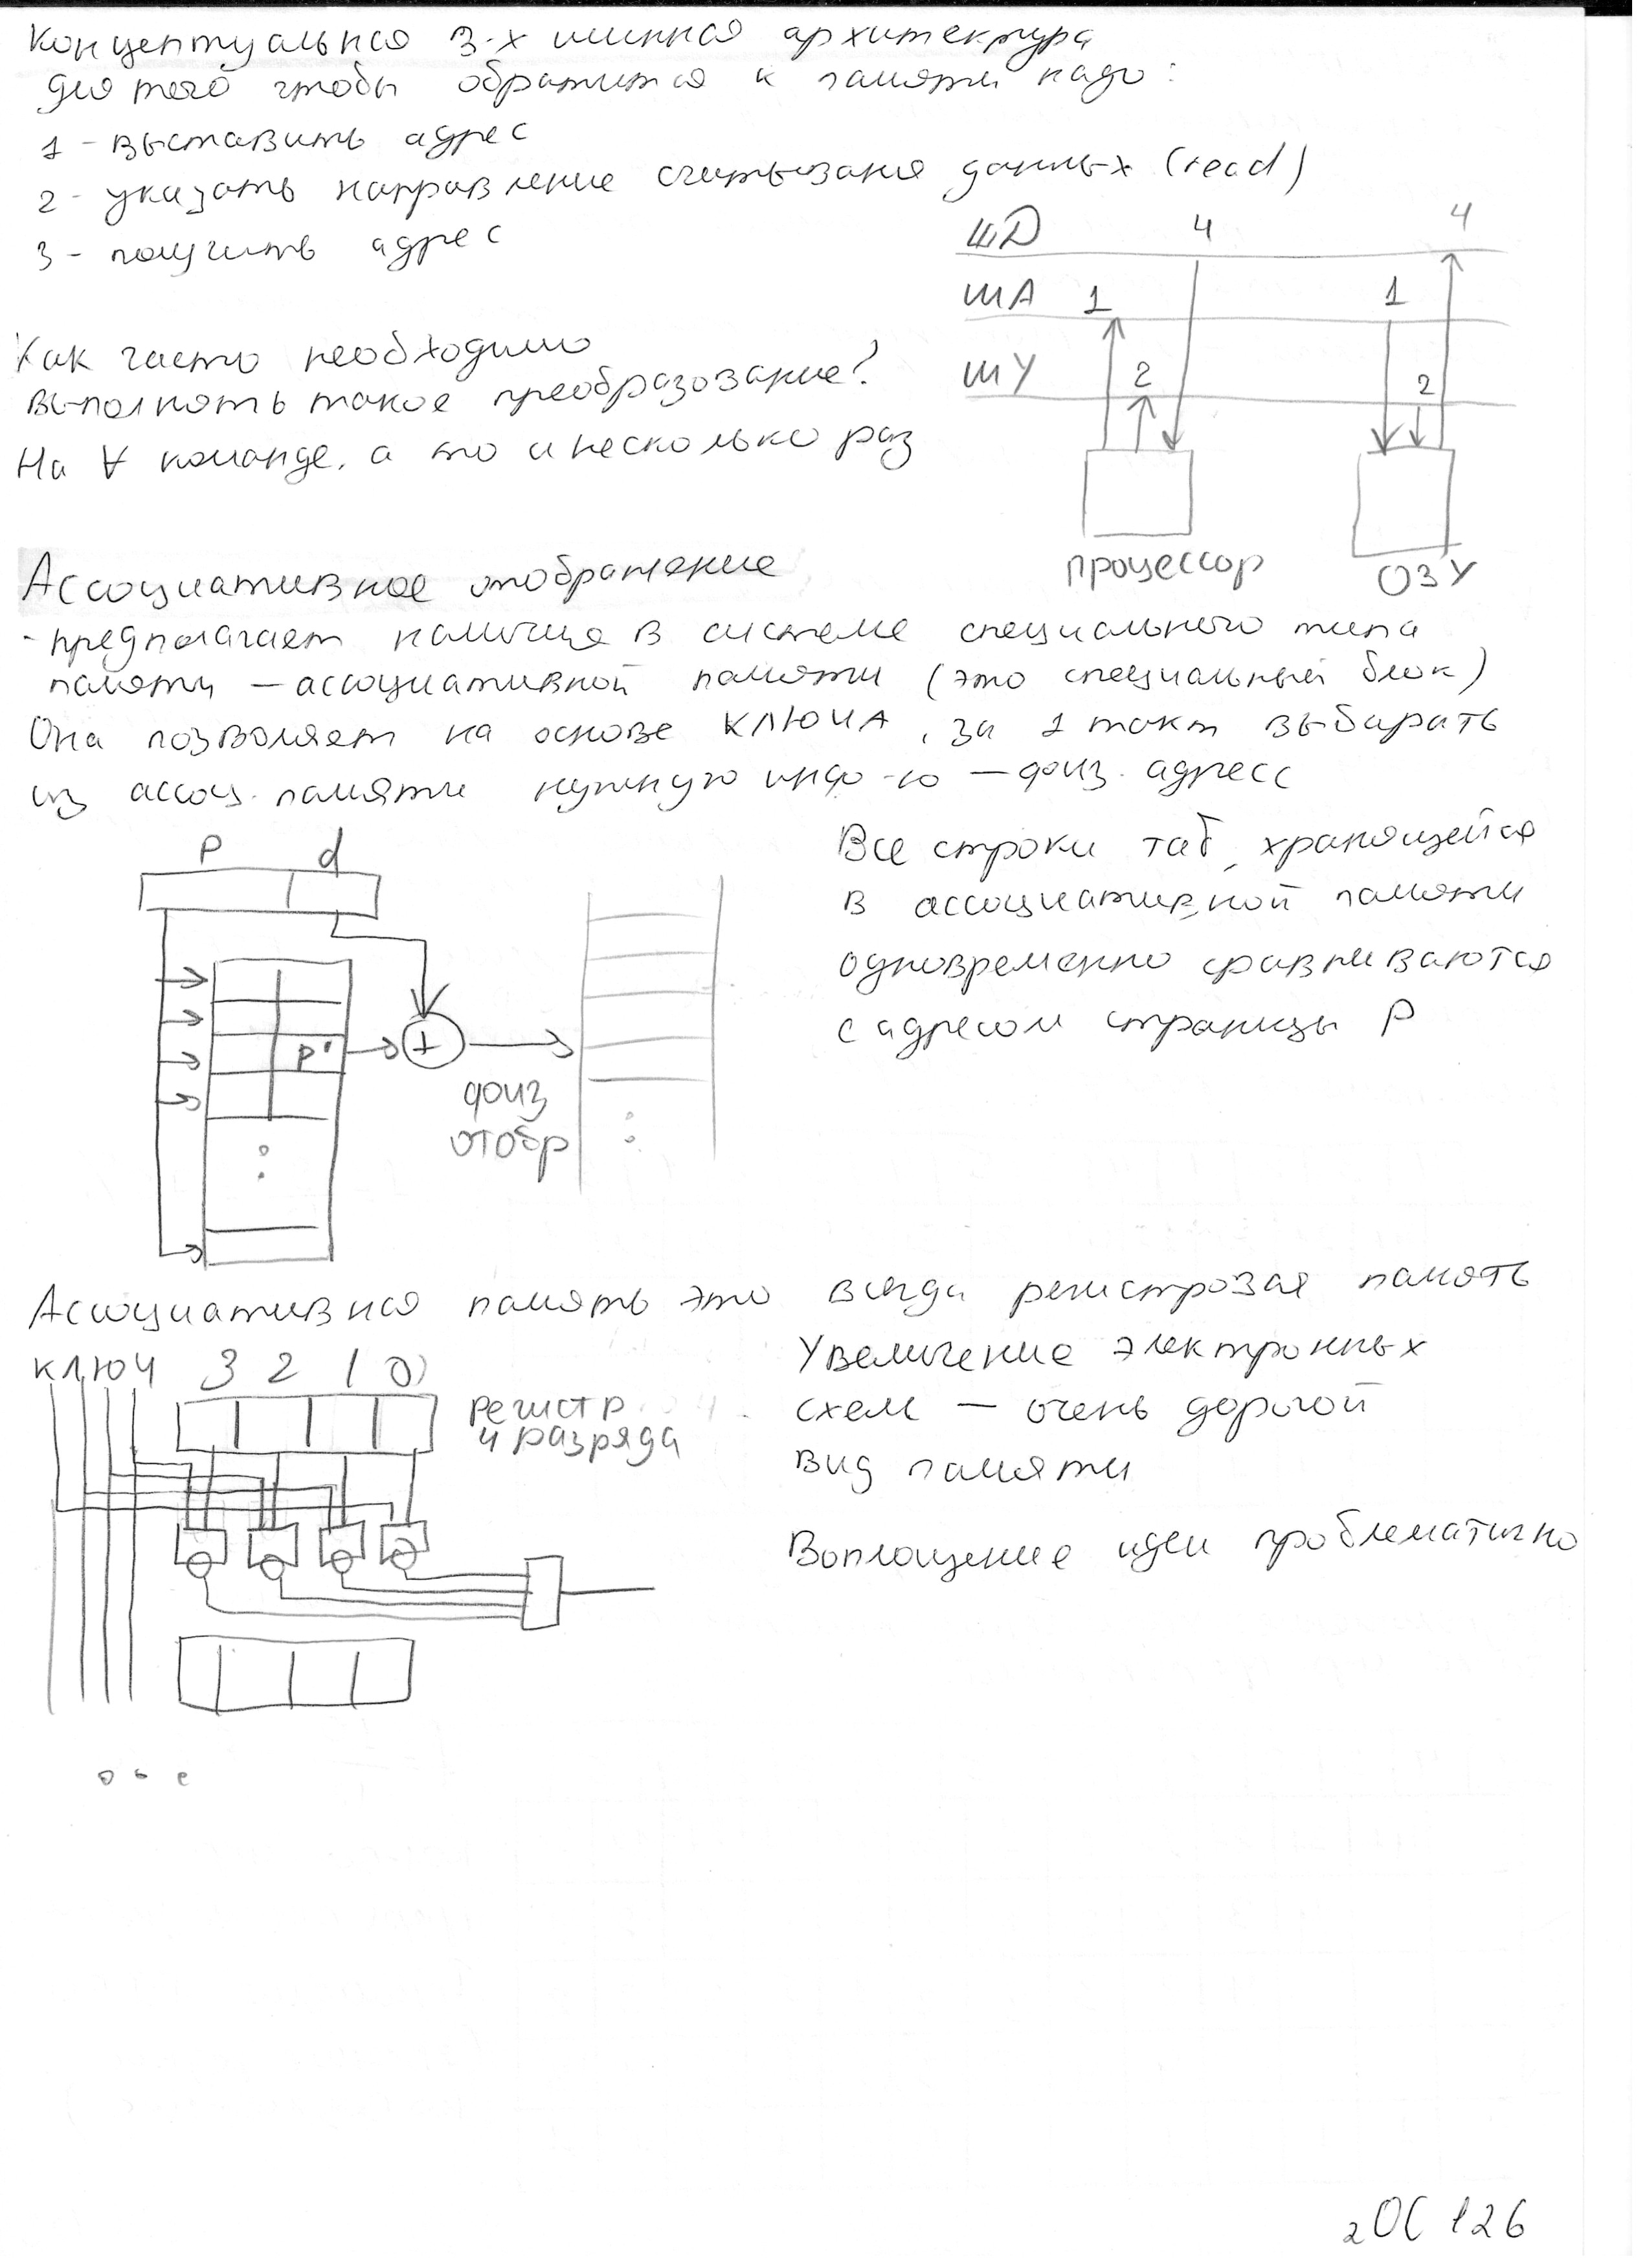 Концептуальная 3-х шинная архитектура
для того чтобы обратится к памяти надо:
1 - выставить адрес
2 - указать направление считывания данных (read)
3 - получить адрес
ШД 4 4
ША 1 1
ШУ 2 2
процессор ОЗУ
Как часто необходимо
выполнять такое преобразование?
На ∀ команде, а то и несколько раз
Ассоциативное отображение
- предполагает наличие в системе специального типа
памяти — ассоциативной памяти (это специальный блок)
Она позволяет на основе КЛЮЧА, за 1 такт выбирать
из ассоц. памяти нужную инф-ю — физ. адресс
p d
p'
+
физ
отобр
Все строки таб, хранящейся
в ассоциативной памяти
одновременно сравниваются
с адресом страницы p
Ассоциативная память это всегда регистровая память
ключ 3 2 1 0
регистр
4 разряда
Увеличение электронных
схем — очень дорогой
вид памяти
Воплощение идеи проблематично
2ОС 126